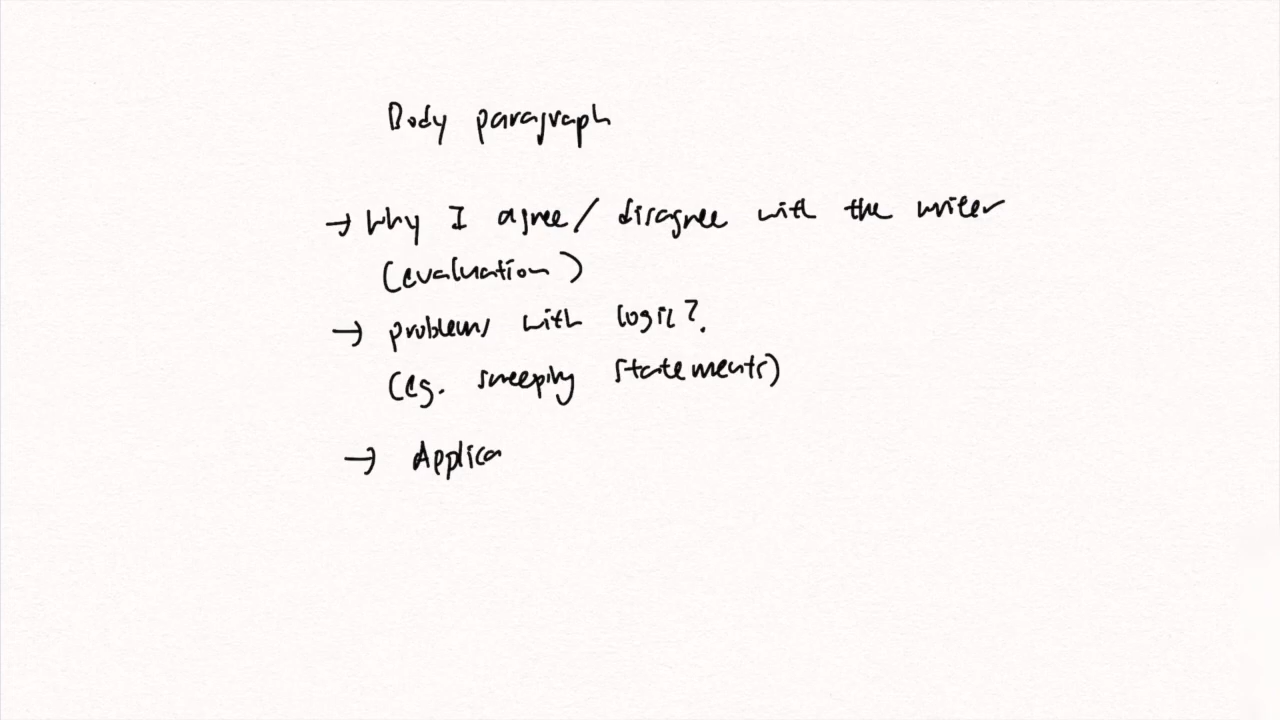 Body paragraph
→ Why I agree / disagree with the writer
(evaluation)
→ problems with logic?
(eg. sweeping statements)
→ Applica